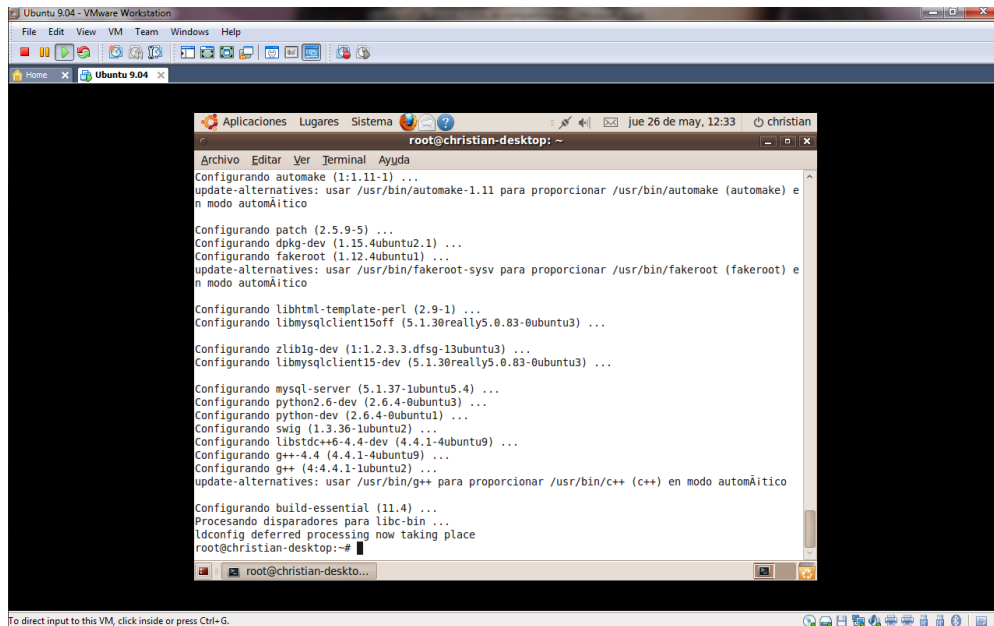 Ubuntu 9.04 - VMware Workstation
File Edit View VM Team Windows Help
Home Ubuntu 9.04
Aplicaciones Lugares Sistema jue 26 de may, 12:33 christian
root@christian-desktop: ~
Archivo Editar Ver Terminal Ayuda
Configurando automake (1:1.11-1) ...
update-alternatives: usar /usr/bin/automake-1.11 para proporcionar /usr/bin/automake (automake) e
n modo automÃ¡tico
Configurando patch (2.5.9-5) ...
Configurando dpkg-dev (1.15.4ubuntu2.1) ...
Configurando fakeroot (1.12.4ubuntu1) ...
update-alternatives: usar /usr/bin/fakeroot-sysv para proporcionar /usr/bin/fakeroot (fakeroot) e
n modo automÃ¡tico
Configurando libhtml-template-perl (2.9-1) ...
Configurando libmysqlclient15off (5.1.30really5.0.83-0ubuntu3) ...
Configurando zlib1g-dev (1:1.2.3.3.dfsg-13ubuntu3) ...
Configurando libmysqlclient15-dev (5.1.30really5.0.83-0ubuntu3) ...
Configurando mysql-server (5.1.37-1ubuntu5.4) ...
Configurando python2.6-dev (2.6.4-0ubuntu3) ...
Configurando python-dev (2.6.4-0ubuntu1) ...
Configurando swig (1.3.36-1ubuntu2) ...
Configurando libstdc++6-4.4-dev (4.4.1-4ubuntu9) ...
Configurando g++-4.4 (4.4.1-4ubuntu9) ...
Configurando g++ (4:4.4.1-1ubuntu2) ...
update-alternatives: usar /usr/bin/g++ para proporcionar /usr/bin/c++ (c++) en modo automÃ¡tico
Configurando build-essential (11.4) ...
Procesando disparadores para libc-bin ...
ldconfig deferred processing now taking place
root@christian-desktop:~#
root@christian-deskto...
To direct input to this VM, click inside or press Ctrl+G.